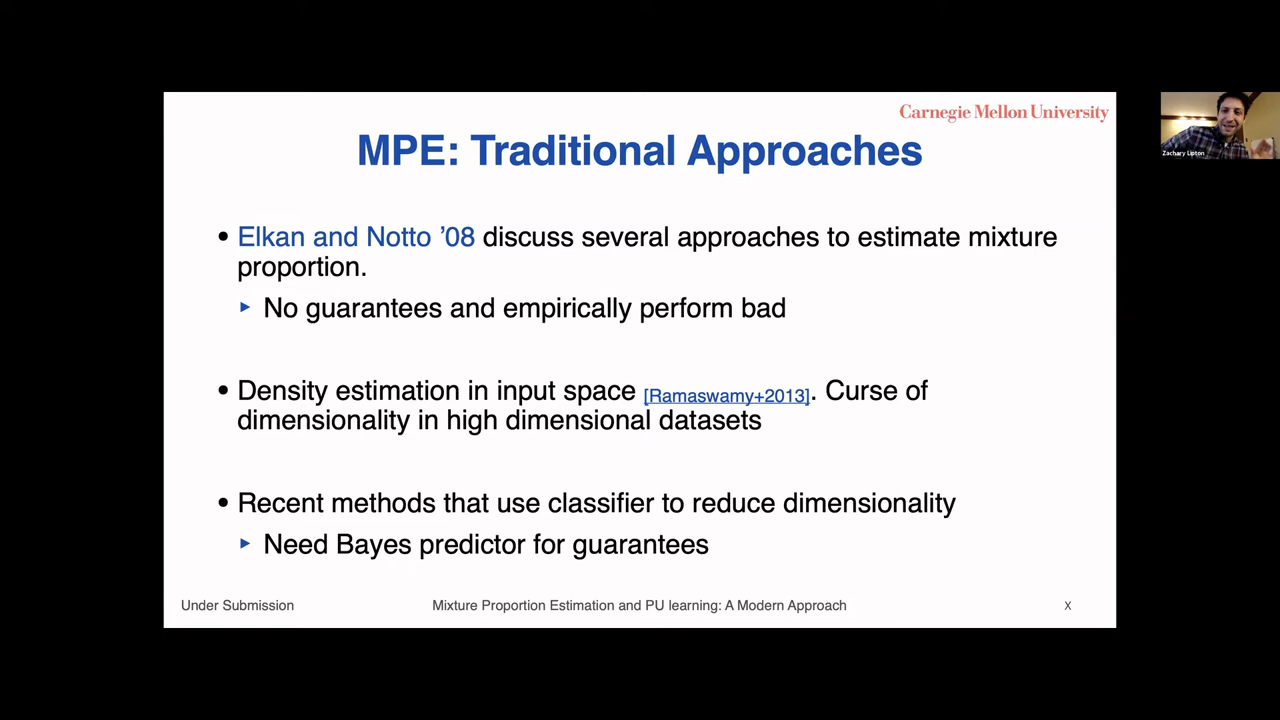 Carnegie Mellon University
MPE: Traditional Approaches
Zachary Lipton
• Elkan and Notto ’08 discuss several approaches to estimate mixture
proportion.
▸ No guarantees and empirically perform bad
• Density estimation in input space [Ramaswamy+2013]. Curse of
dimensionality in high dimensional datasets
• Recent methods that use classifier to reduce dimensionality
▸ Need Bayes predictor for guarantees
Under Submission
Mixture Proportion Estimation and PU learning: A Modern Approach
X